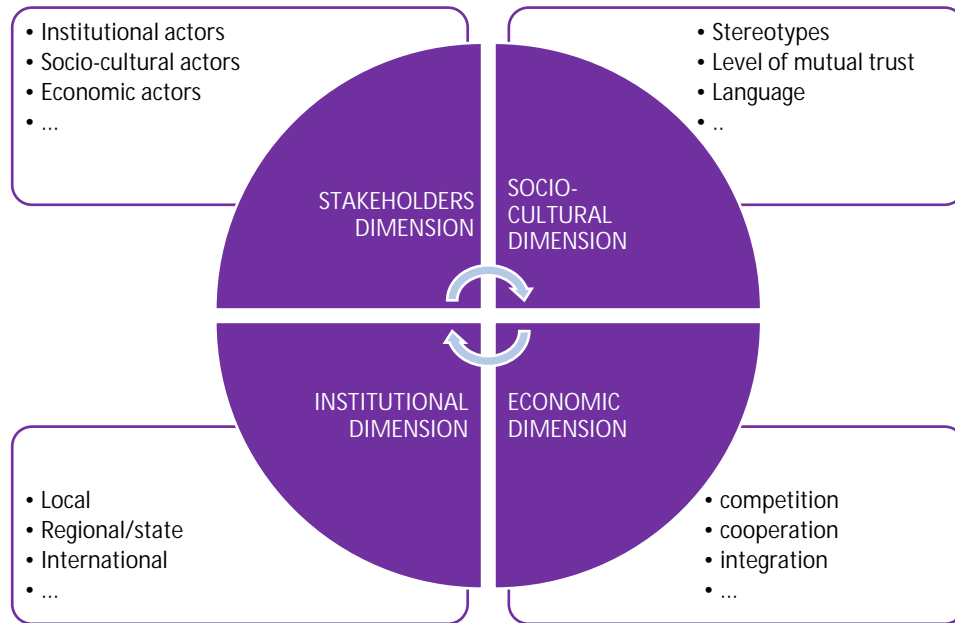 • Institutional actors
• Socio-cultural actors
• Economic actors
• ...
• Stereotypes
• Level of mutual trust
• Language
• ..
STAKEHOLDERS
DIMENSION
SOCIO-
CULTURAL
DIMENSION
INSTITUTIONAL
DIMENSION
ECONOMIC
DIMENSION
• Local
• Regional/state
• International
• ...
• competition
• cooperation
• integration
• ...